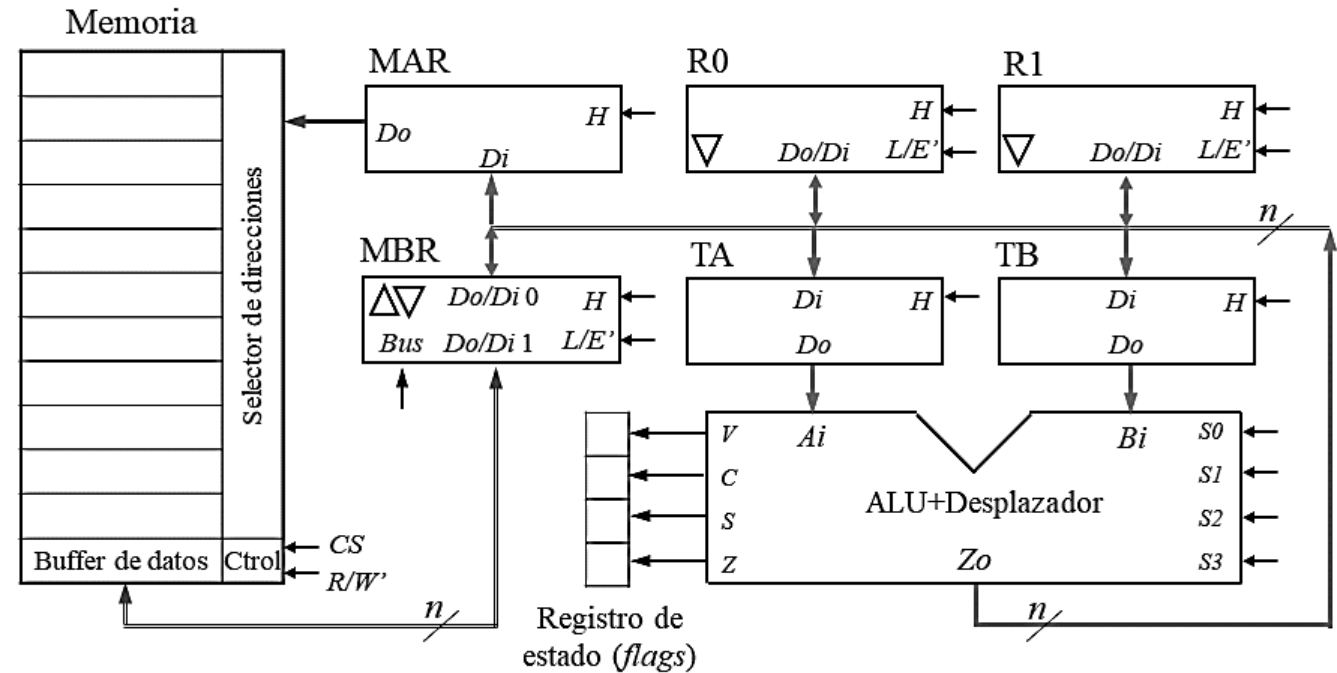 Memoria
Selector de direcciones
Buffer de datos
Ctrol
CS
R/W'
n
MAR
Do
Di
H
R0
Do/Di
H
L/E'
R1
Do/Di
H
L/E'
n
MBR
Do/Di 0
H
Bus
Do/Di 1
L/E'
TA
Di
H
Do
TB
Di
H
Do
V
C
S
Z
Ai
Bi
ALU+Desplazador
Zo
S0
S1
S2
S3
n
Registro de
estado (flags)